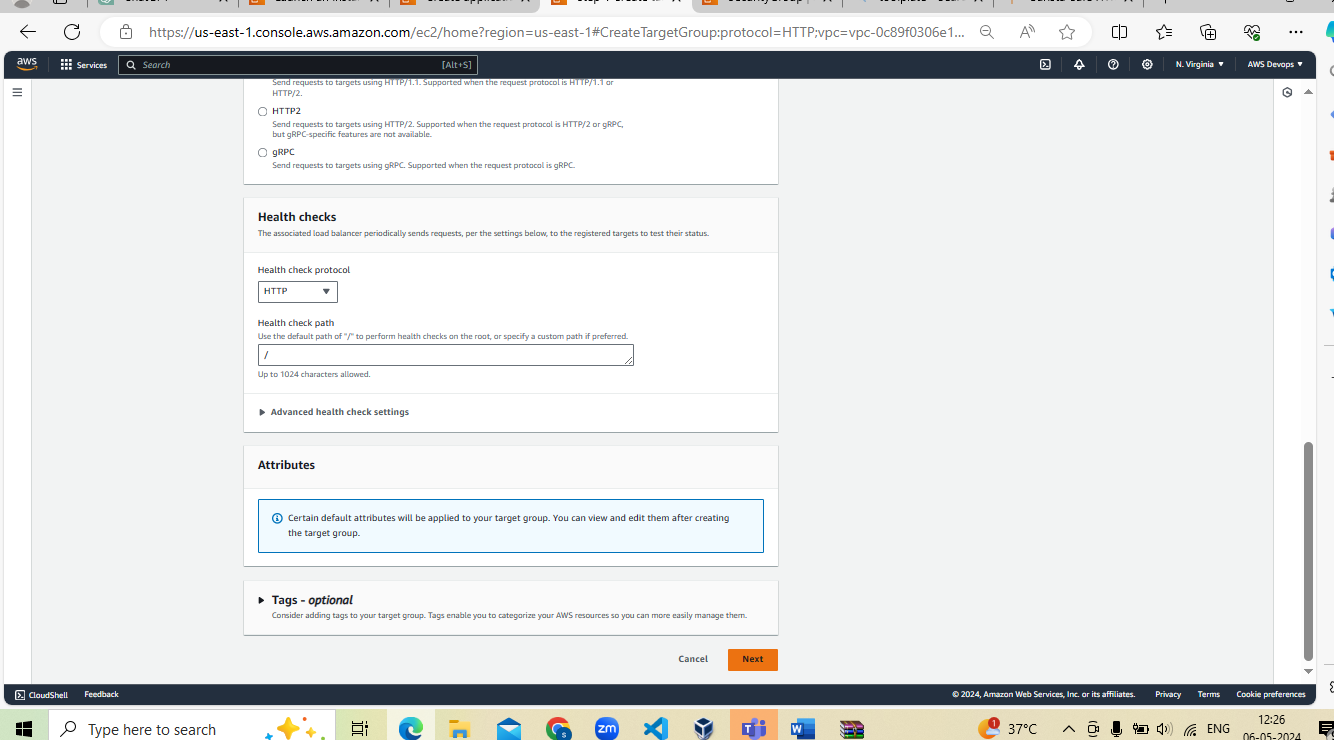 https://us-east-1.console.aws.amazon.com/ec2/home?region=us-east-1#CreateTargetGroup:protocol=HTTP;vpc=vpc-0c89f0306e1...
aws
Services
Search
[Alt+S]
N. Virginia
AWS Devops
Send requests to targets using HTTP/1.1. Supported when the request protocol is HTTP/1.1 or
HTTP/2.
HTTP2
Send requests to targets using HTTP/2. Supported when the request protocol is HTTP/2 or gRPC,
but gRPC-specific features are not available.
gRPC
Send requests to targets using gRPC. Supported when the request protocol is gRPC.
Health checks
The associated load balancer periodically sends requests, per the settings below, to the registered targets to test their status.
Health check protocol
HTTP
Health check path
Use the default path of "/" to perform health checks on the root, or specify a custom path if preferred.
/
Up to 1024 characters allowed.
Advanced health check settings
Attributes
Certain default attributes will be applied to your target group. You can view and edit them after creating
the target group.
Tags - optional
Consider adding tags to your target group. Tags enable you to categorize your AWS resources so you can more easily manage them.
Cancel
Next
CloudShell
Feedback
© 2024, Amazon Web Services, Inc. or its affiliates.
Privacy
Terms
Cookie preferences
Type here to search
zm
1
37°C
ENG
12:26
06-05-2024